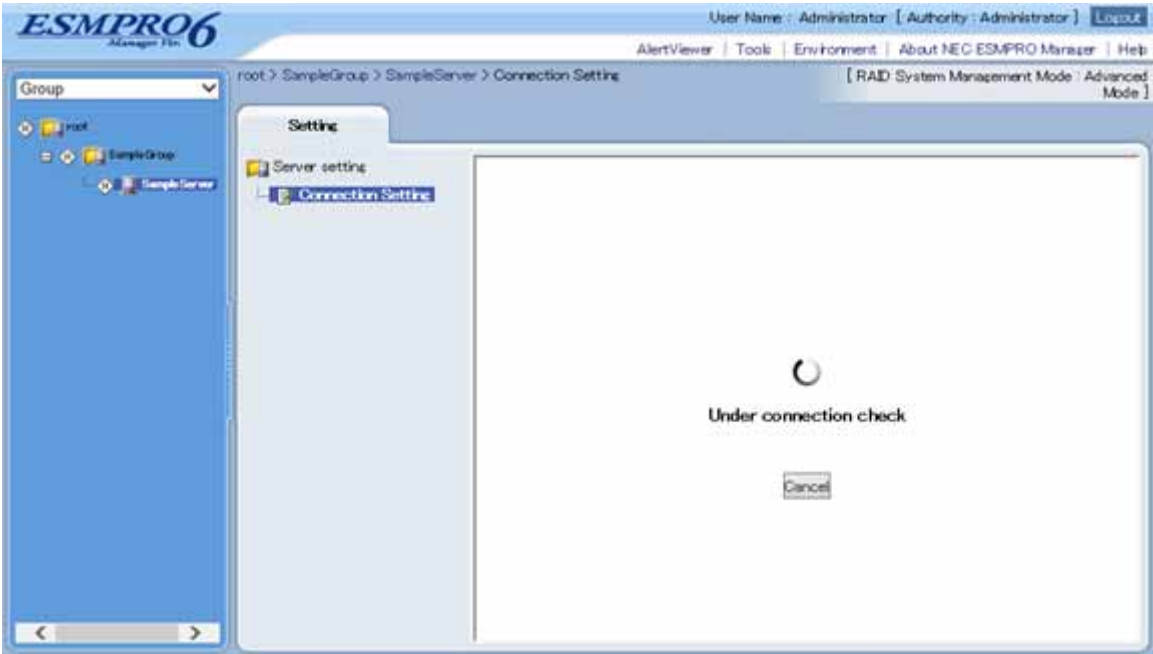 ESMPRO6
Manager Fin.
User Name : Administrator [ Authority : Administrator ] Logout
AlertViewer | Tools | Environment | About NEC ESMPRO Manager | Help
Group
root > SampleGroup > SampleServer > Connection Setting
[ RAID System Management Mode : Advanced
Mode ]
root
SampleGroup
SampleServer
Setting
Server setting
Connection Setting
Under connection check
Cancel